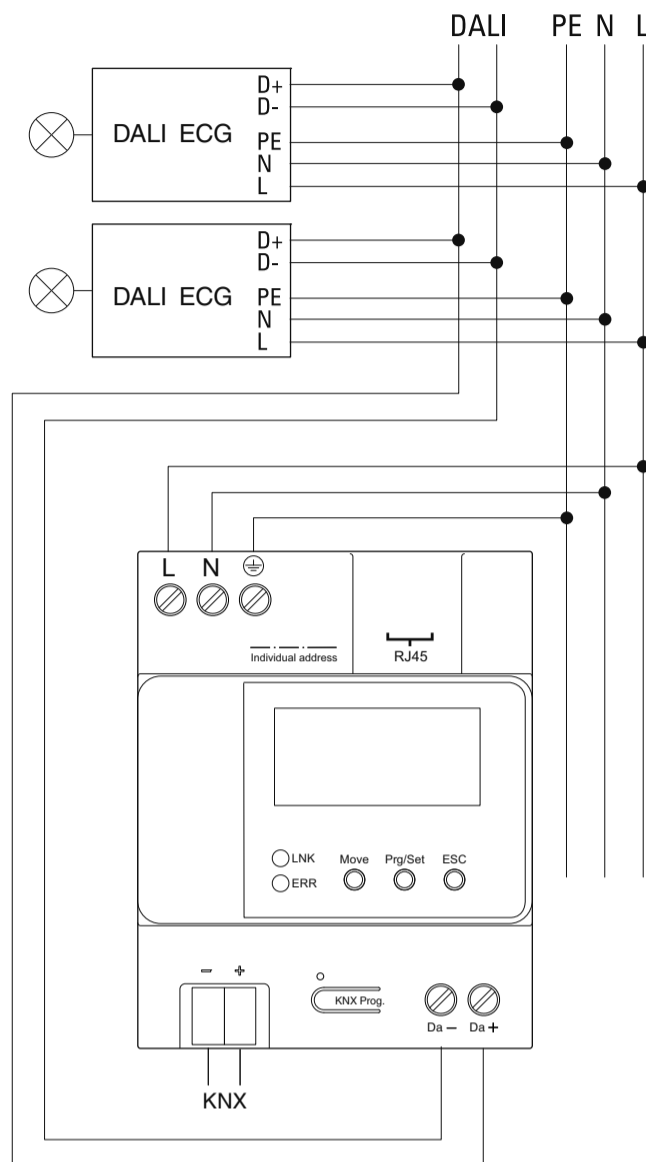 DALI PE N L
D+
D-
DALI ECG
PE
N
L
D+
D-
DALI ECG
PE
N
L
L N
Individual address
RJ45
LNK
ERR
Move Prg/Set ESC
- +
KNX Prog.
Da - Da +
KNX